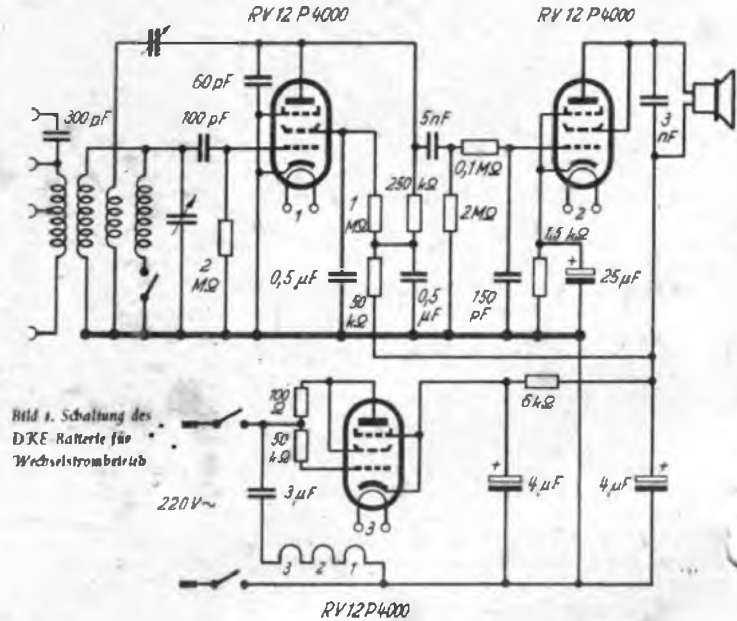 RV 12 P 4000
RV 12 P 4000
60 pF
300 pF
100 pF
5 nF
3
nF
0,1 MΩ
1
MΩ
250
kΩ
2 MΩ
1
2
1,5 kΩ
2
MΩ
0,5 µF
50
kΩ
0,5
µF
150
pF
+
25 µF
Bild 1. Schaltung des
DKE-Batterie für
Wechselstrombetrieb
100
Ω
50
kΩ
6 kΩ
220 V ~
3 µF
+
4 µF
+
4 µF
3
3
2
1
RV 12 P 4000